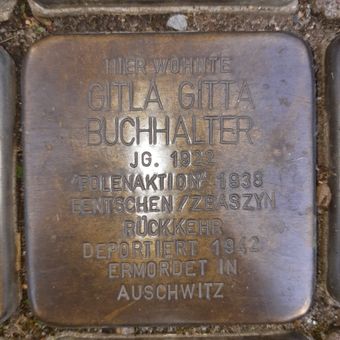 HIER WOHNTE
GITLA GITTA
BUCHHALTER
JG. 1922
"POLENAKTION" 1938
BENTSCHEN//ZBASZYN
RÜCKKEHR
DEPORTIERT 1942
ERMORDET IN
AUSCHWITZ